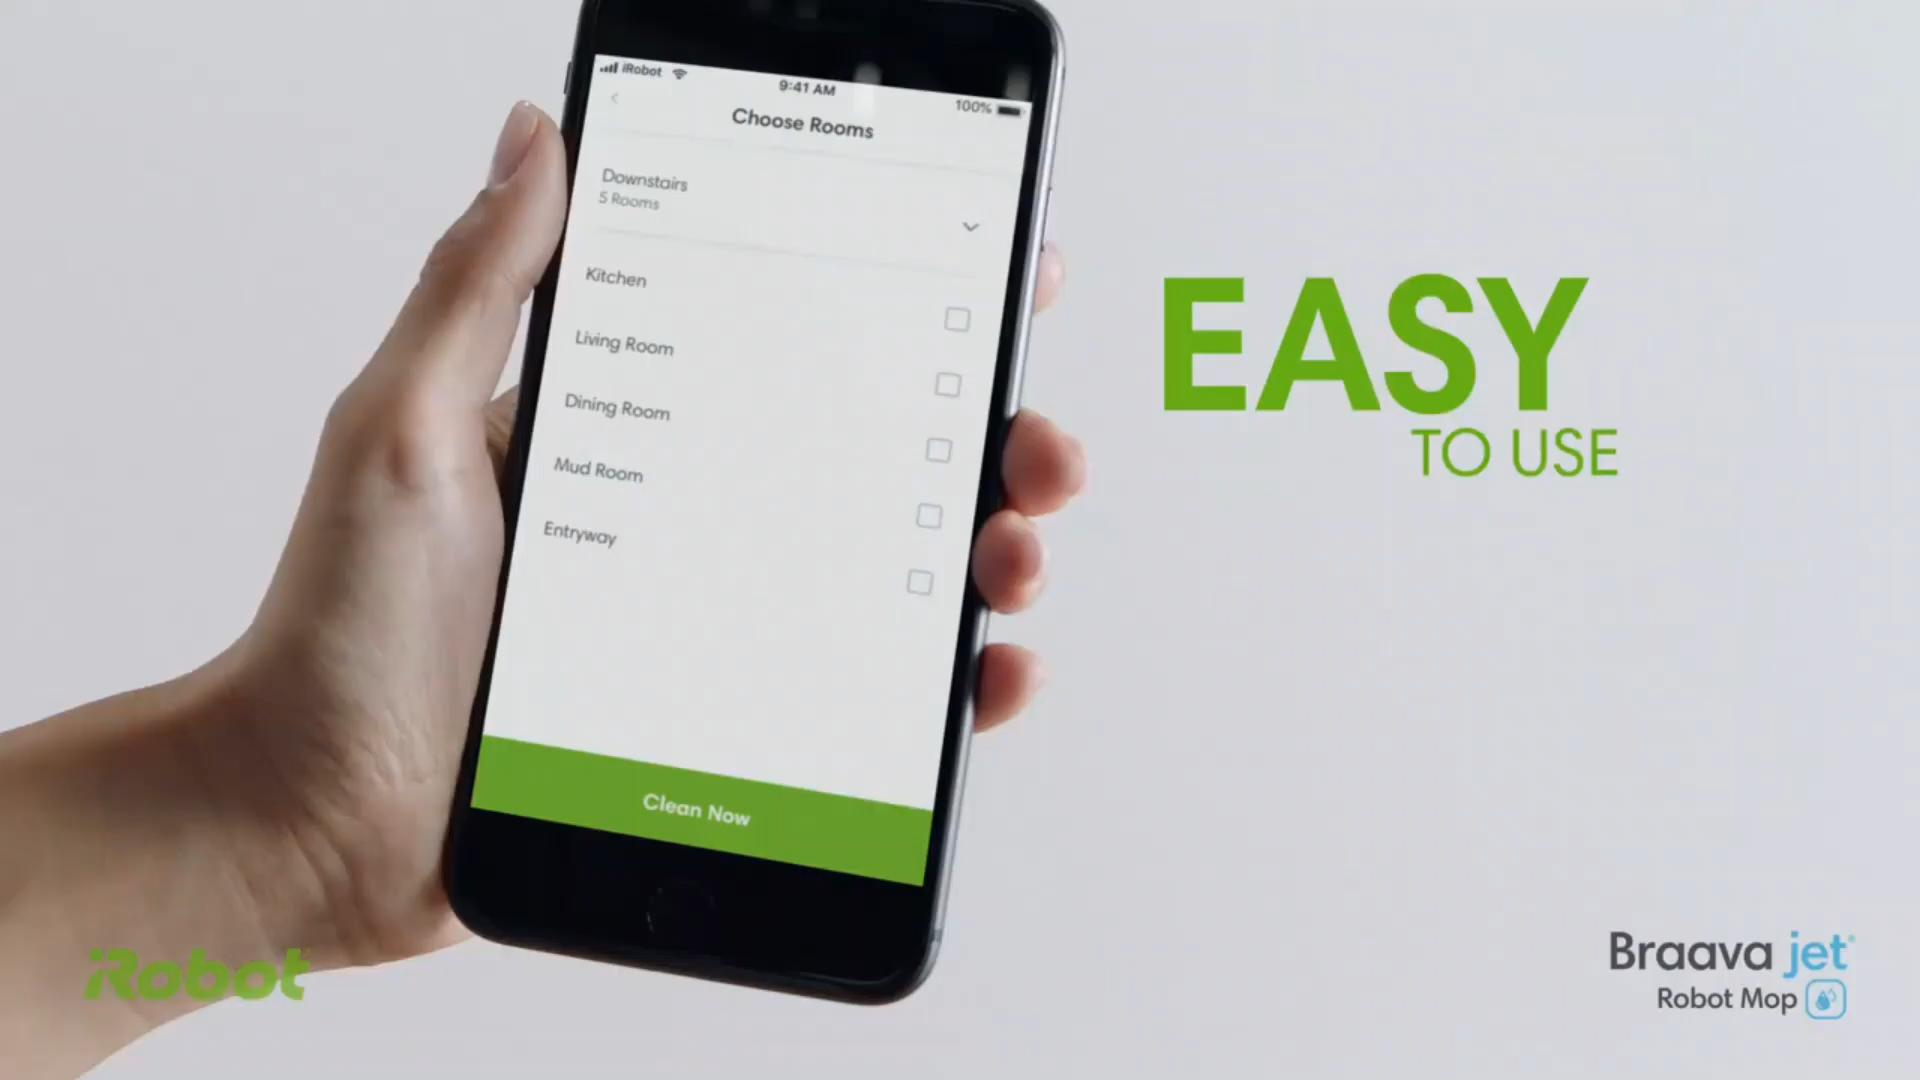 iRobot
9:41 AM
100%
Choose Rooms
Downstairs
5 Rooms
Kitchen
Living Room
Dining Room
Mud Room
Entryway
Clean Now
EASY
TO USE
iRobot
Braava jet®
Robot Mop